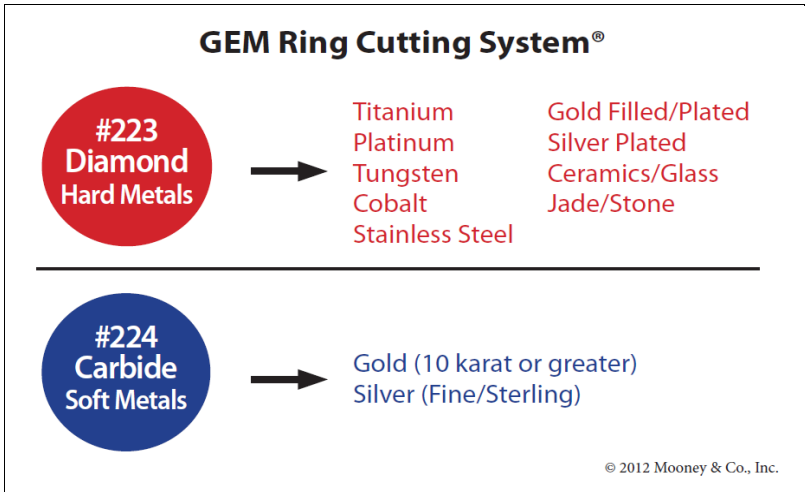 GEM Ring Cutting System®
#223
Diamond
Hard Metals
Titanium
Platinum
Tungsten
Cobalt
Stainless Steel
Gold Filled/Plated
Silver Plated
Ceramics/Glass
Jade/Stone
#224
Carbide
Soft Metals
Gold (10 karat or greater)
Silver (Fine/Sterling)
© 2012 Mooney & Co., Inc.